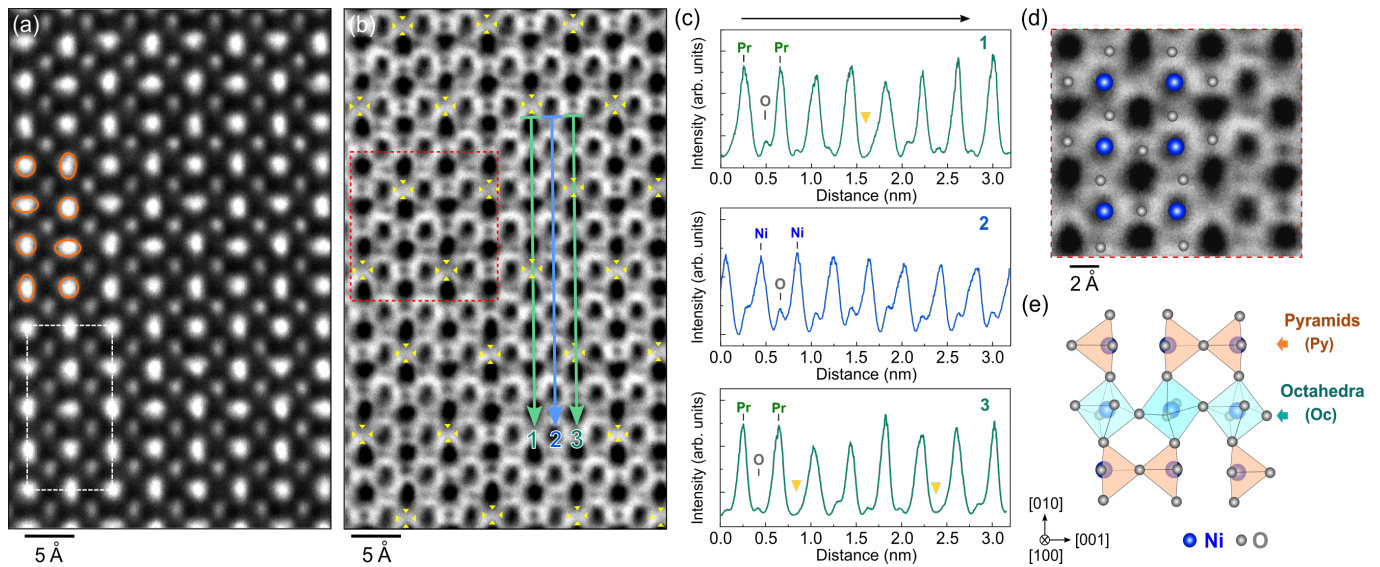 (a)
5 Å
(b)
1 2 3
5 Å
(c)
Intensity (arb. units)
1
Pr Pr
O
0.0 0.5 1.0 1.5 2.0 2.5 3.0
Distance (nm)
Intensity (arb. units)
2
Ni Ni
O
0.0 0.5 1.0 1.5 2.0 2.5 3.0
Distance (nm)
Intensity (arb. units)
3
Pr Pr
O
0.0 0.5 1.0 1.5 2.0 2.5 3.0
Distance (nm)
(d)
2 Å
(e)
Pyramids
(Py)
Octahedra
(Oc)
[010]
[001]
[100]
Ni O